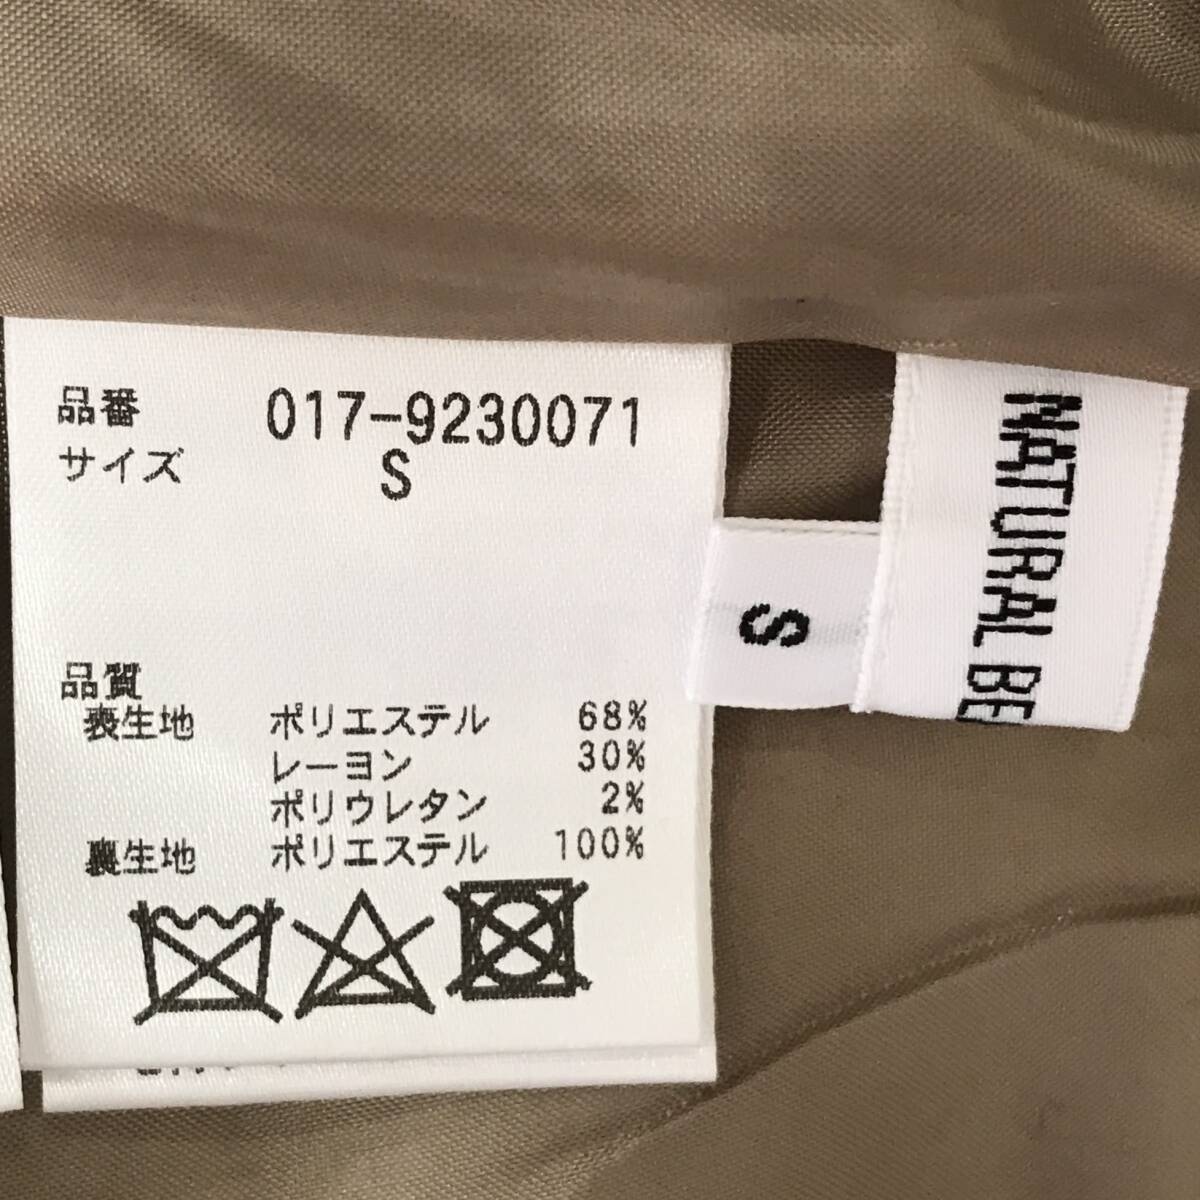 品番 017-9230071
サイズ S
品質
表生地 ポリエステル 68%
レーヨン 30%
ポリウレタン 2%
裏生地 ポリエステル 100%
S
NATURAL